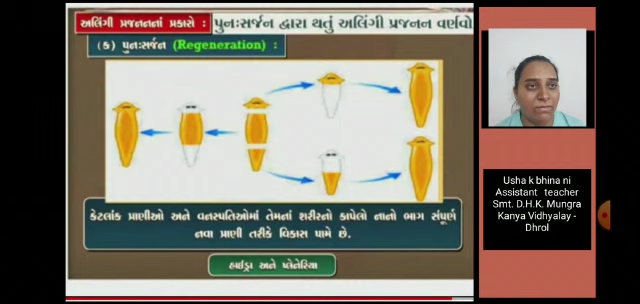 અલિંગી પ્રજનનનાં પ્રકારો : પુનઃસર્જન દ્વારા થતું અલિંગી પ્રજનન વર્ણવો
(ક) પુનઃસર્જન (Regeneration) :
કેટલાંક પ્રાણીઓ અને વનસ્પતિઓમાં તેમનાં શરીરનો કાપેલો નાનો ભાગ સંપૂર્ણ
નવા પ્રાણી તરીકે વિકાસ પામે છે.
હાઈડ્રા અને પ્લેનેરિયા
Usha k bhina ni
Assistant teacher
Smt. D.H.K. Mungra
Kanya Vidhyalay -
Dhrol